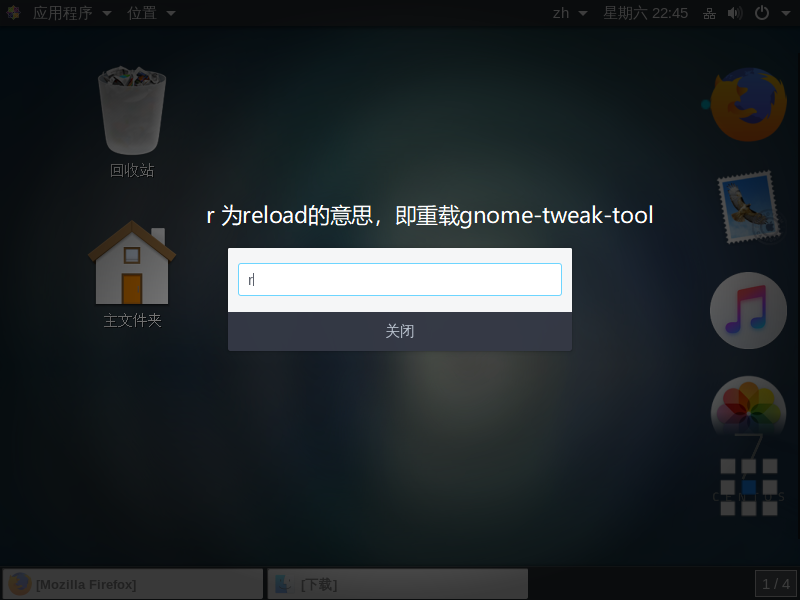 应用程序 位置 zh 星期六 22:45
回收站
r 为reload的意思，即重载gnome-tweak-tool
r
主文件夹
关闭
7
CENTOS
[Mozilla Firefox] [下载] 1 / 4